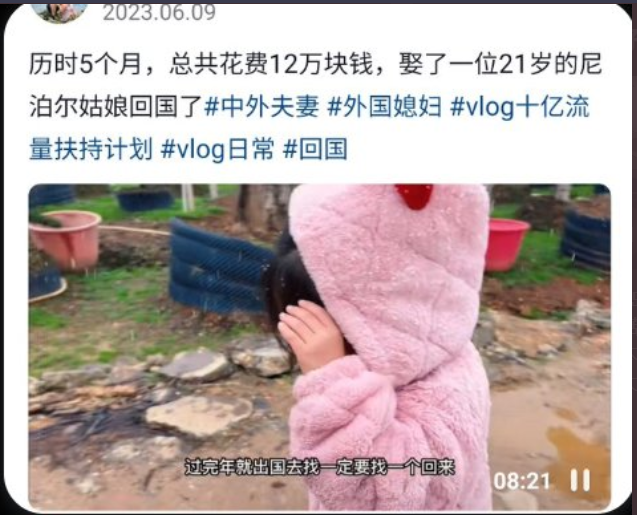 2023.06.09
历时5个月，总共花费12万块钱，娶了一位21岁的尼
泊尔姑娘回国了#中外夫妻 #外国媳妇 #vlog十亿流
量扶持计划 #vlog日常 #回国
过完年就出国去找一定要找一个回来
08:21